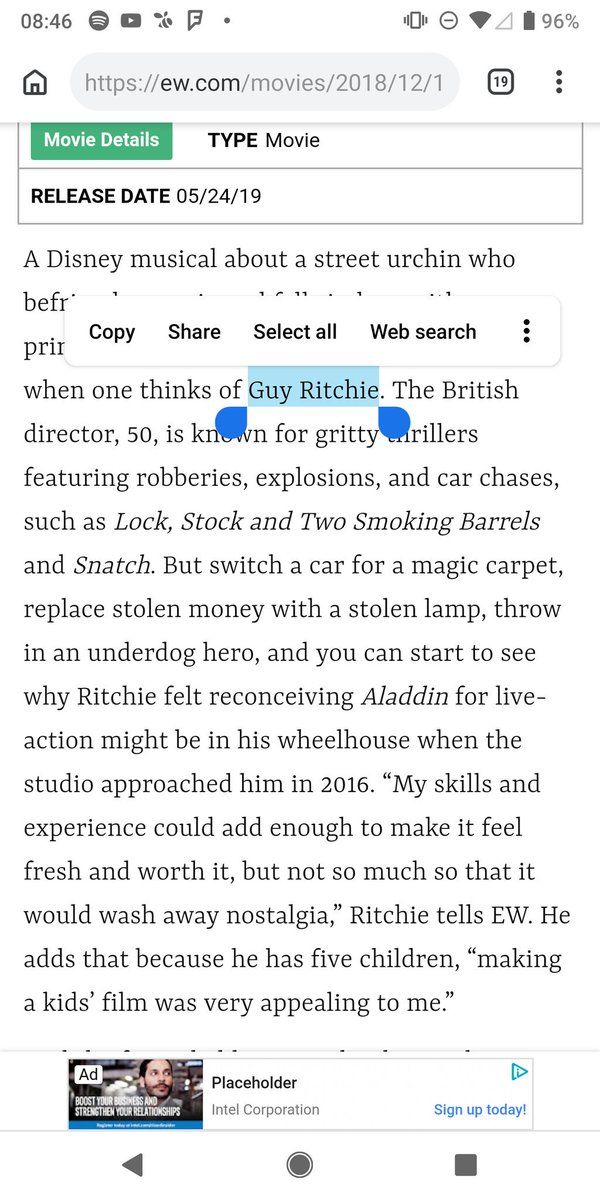 08:46
96%
https://ew.com/movies/2018/12/1
19
Movie Details
TYPE Movie
RELEASE DATE 05/24/19
A Disney musical about a street urchin who
Copy Share Select all Web search
when one thinks of Guy Ritchie. The British
director, 50, is known for gritty thrillers
featuring robberies, explosions, and car chases,
such as Lock, Stock and Two Smoking Barrels
and Snatch. But switch a car for a magic carpet,
replace stolen money with a stolen lamp, throw
in an underdog hero, and you can start to see
why Ritchie felt reconceiving Aladdin for live-
action might be in his wheelhouse when the
studio approached him in 2016. “My skills and
experience could add enough to make it feel
fresh and worth it, but not so much so that it
would wash away nostalgia,” Ritchie tells EW. He
adds that because he has five children, “making
a kids’ film was very appealing to me.”
Ad
BOOST YOUR BUSINESS AND
STRENGTHEN YOUR RELATIONSHIPS
Placeholder
Intel Corporation
Sign up today!